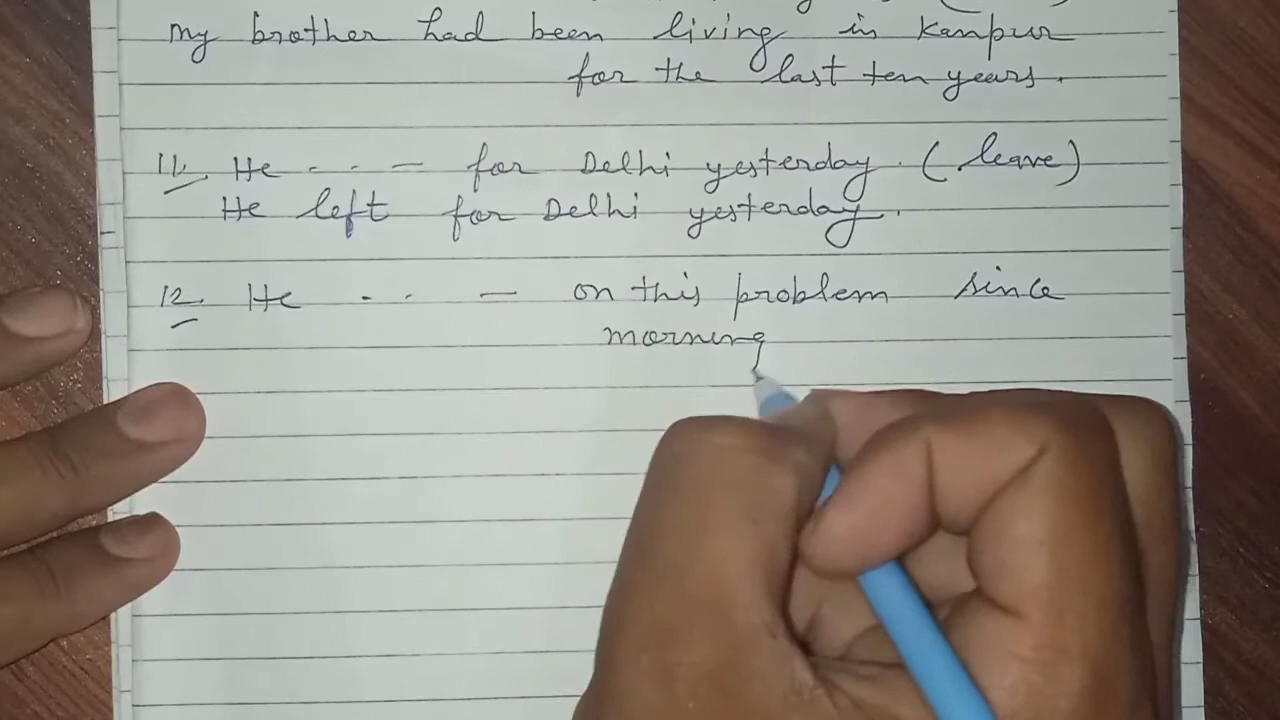 My brother had been living in Kanpur
for the last ten years.
11. He . . — for Delhi yesterday. (leave)
He left for Delhi yesterday.
12. He . . — on this problem since
morning